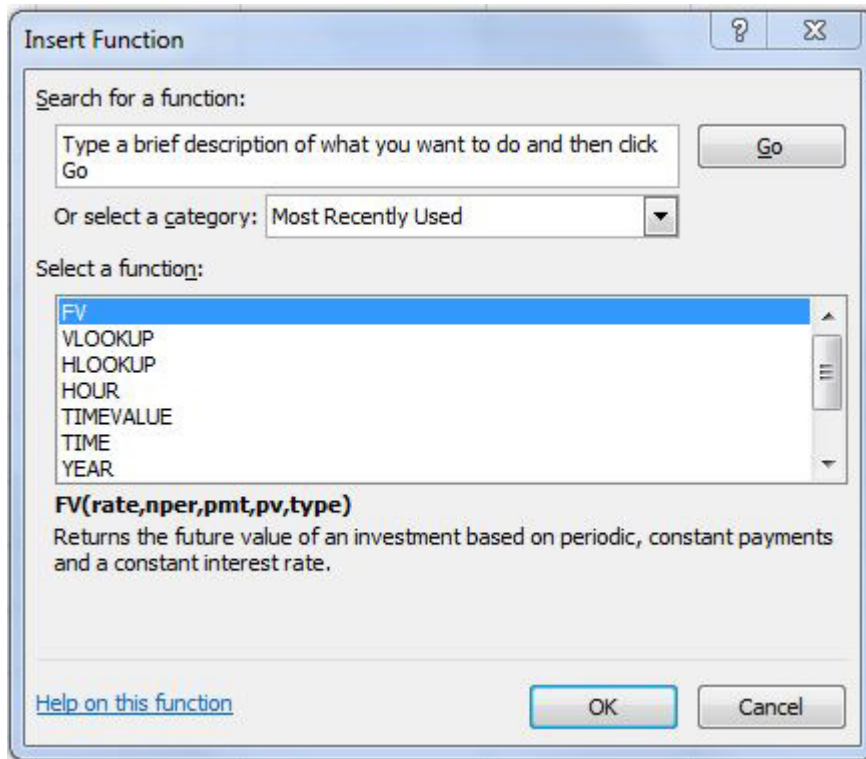 Insert Function
Search for a function:
Type a brief description of what you want to do and then click
Go
Go
Or select a category: Most Recently Used
Select a function:
FV
VLOOKUP
HLOOKUP
HOUR
TIMEVALUE
TIME
YEAR
FV(rate,nper,pmt,pv,type)
Returns the future value of an investment based on periodic, constant payments
and a constant interest rate.
Help on this function
OK
Cancel